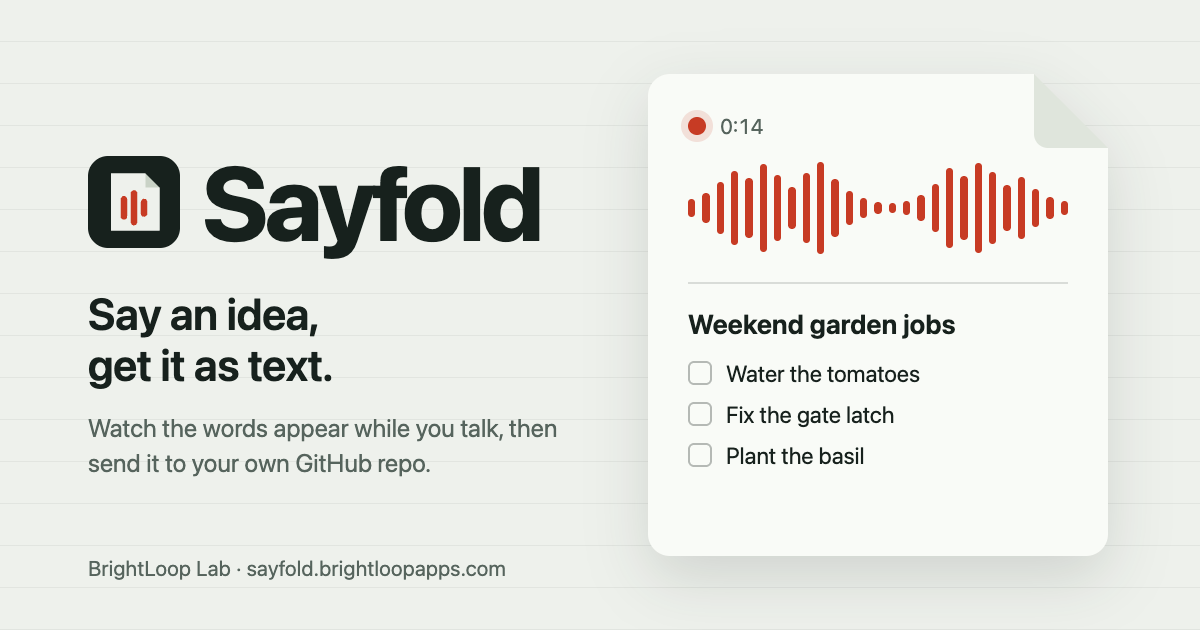 Sayfold
Say an idea,
get it as text.
Watch the words appear while you talk, then
send it to your own GitHub repo.
BrightLoop Lab · sayfold.brightloopapps.com
0:14
Weekend garden jobs
Water the tomatoes
Fix the gate latch
Plant the basil